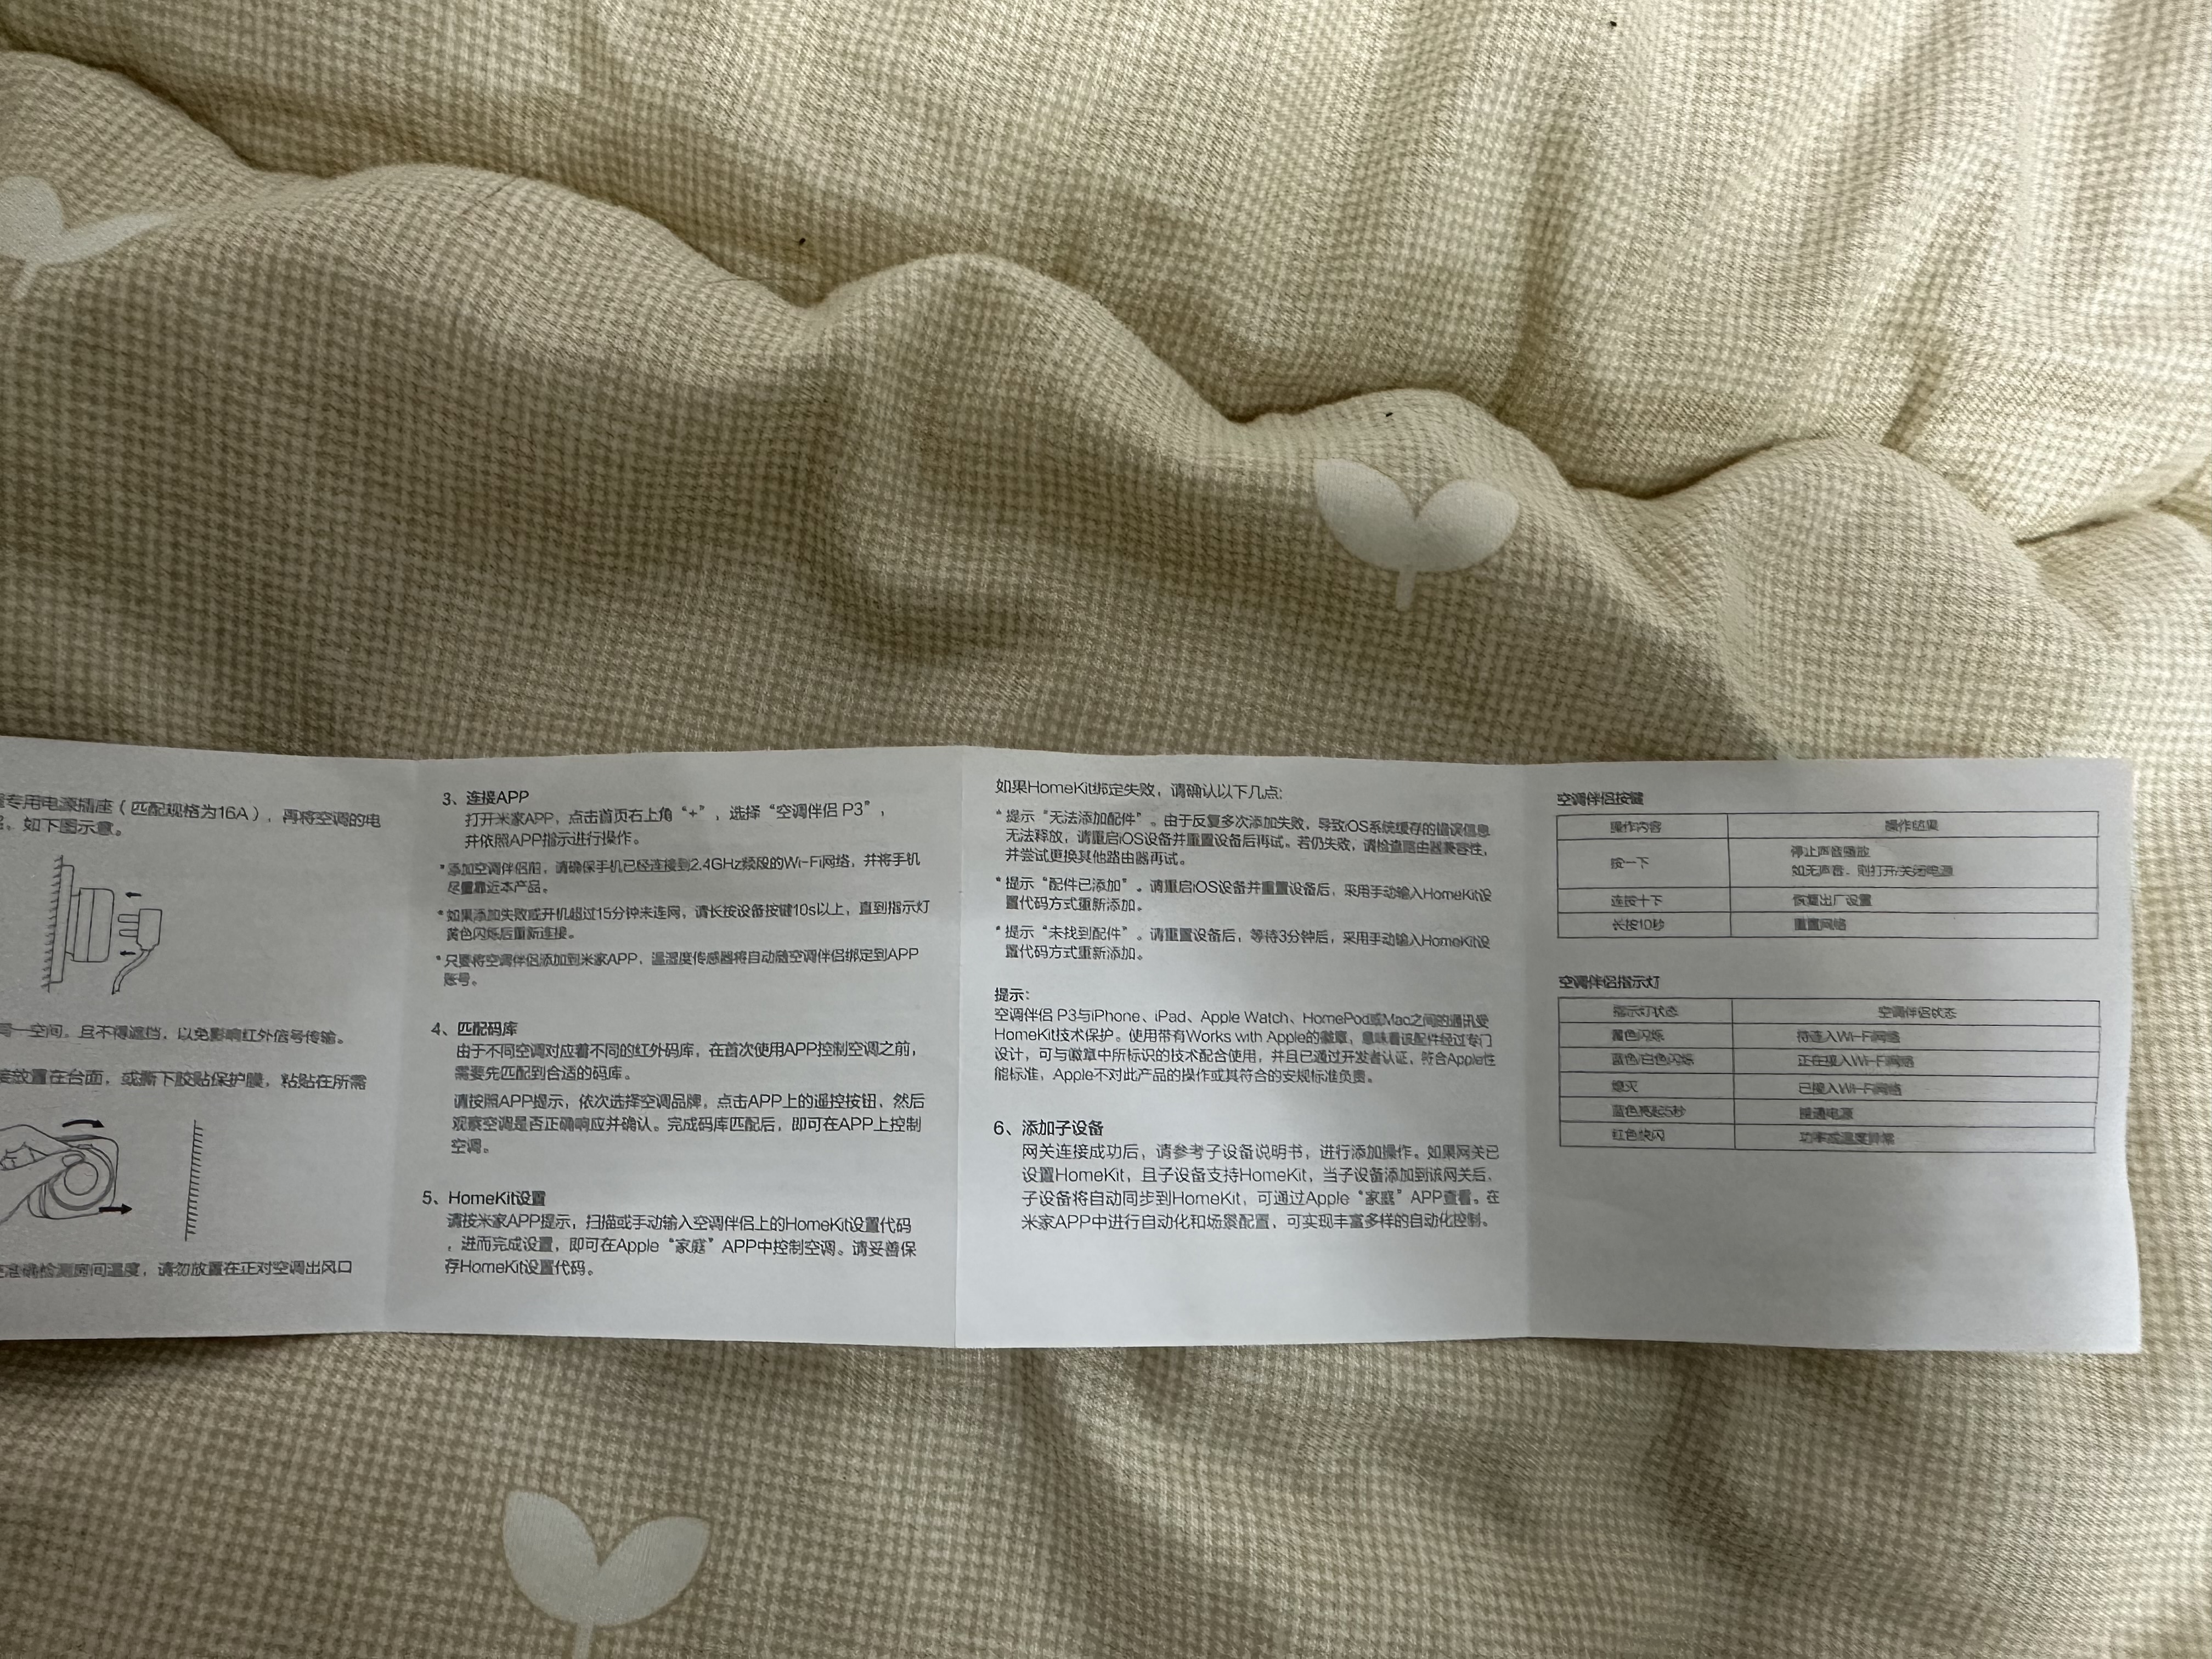 专用电源插座（匹配规格为16A），再将空调的电
，如下图示意。
同一空间，且不得遮挡，以免影响红外信号传输。
接放置在台面，或撕下胶贴保护膜，粘贴在所需
准确检测房间温度，请勿放置在正对空调出风口
3、连接APP
打开米家APP，点击首页右上角“+”，选择“空调伴侣 P3”，
并依照APP指示进行操作。
*添加空调伴侣前，请确保手机已经连接到2.4GHz频段的Wi-Fi网络，并将手机
尽量靠近本产品。
*如果添加失败或开机超过15分钟未连网，请长按设备按键10s以上，直到指示灯
黄色闪烁后重新连接。
*只要将空调伴侣添加到米家APP，温湿度传感器将自动随空调伴侣绑定到APP
账号。
4、匹配码库
由于不同空调对应着不同的红外码库，在首次使用APP控制空调之前，
需要先匹配到合适的码库。
请按照APP提示，依次选择空调品牌，点击APP上的遥控按钮，然后
观察空调是否正确响应并确认。完成码库匹配后，即可在APP上控制
空调。
5、HomeKit设置
请按米家APP提示，扫描或手动输入空调伴侣上的HomeKit设置代码
，进而完成设置，即可在Apple“家庭”APP中控制空调。请妥善保
存HomeKit设置代码。
如果HomeKit绑定失败，请确认以下几点:
*提示“无法添加配件”。由于反复多次添加失败，导致iOS系统缓存的错误信息
无法释放，请重启iOS设备并重置设备后再试。若仍失败，请检查路由器兼容性，
并尝试更换其他路由器再试。
*提示“配件已添加”。请重启iOS设备并重置设备后，采用手动输入HomeKit设
置代码方式重新添加。
*提示“未找到配件”。请重置设备后，等待3分钟后，采用手动输入HomeKit设
置代码方式重新添加。
提示:
空调伴侣 P3与iPhone、iPad、Apple Watch、HomePod或Mac之间的通讯受
HomeKit技术保护。使用带有Works with Apple的徽章，意味着该配件经过专门
设计，可与徽章中所标识的技术配合使用，并且已通过开发者认证，符合Apple性
能标准，Apple不对此产品的操作或其符合的安规标准负责。
6、添加子设备
网关连接成功后，请参考子设备说明书，进行添加操作。如果网关已
设置HomeKit，且子设备支持HomeKit，当子设备添加到该网关后，
子设备将自动同步到HomeKit，可通过Apple“家庭”APP查看。在
米家APP中进行自动化和场景配置，可实现丰富多样的自动化控制。
空调伴侣按键
操作内容 操作结果
按一下 停止声音播放
如无声音，则打开/关闭电源
连按十下 恢复出厂设置
长按10秒 重置网络
空调伴侣指示灯
指示灯状态 空调伴侣状态
黄色闪烁 待连入Wi-Fi网络
蓝色/白色闪烁 正在接入Wi-Fi网络
熄灭 已接入Wi-Fi网络
蓝色亮起5秒 接通电源
红色快闪 功率或温度异常